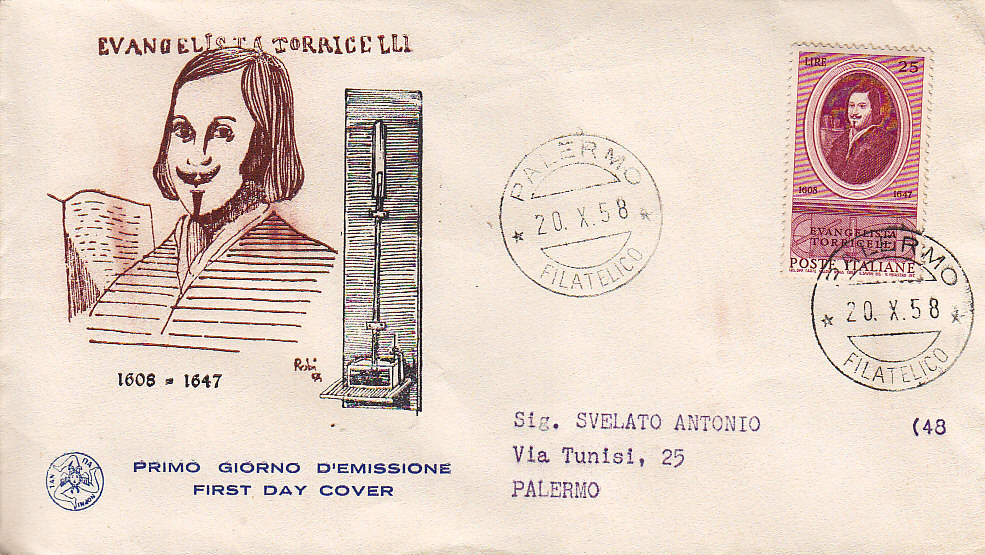 EVANGELISTA TORRICELLI
1608 = 1647
PRIMO GIORNO D'EMISSIONE
FIRST DAY COVER
PALERMO
20. X. 58
FILATELICO
LIRE 25
1608 1647
EVANGELISTA
TORRICELLI
POSTE ITALIANE
PALERMO
20. X. 58
FILATELICO
Sig. SVELATO ANTONIO (48
Via Tunisi, 25
PALERMO